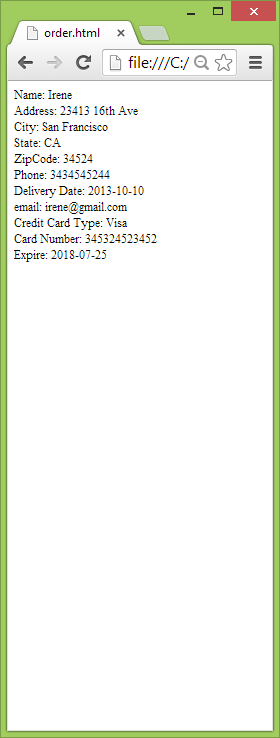 order.html
file:///C:/
Name: Irene
Address: 23413 16th Ave
City: San Francisco
State: CA
ZipCode: 34524
Phone: 3434545244
Delivery Date: 2013-10-10
email: irene@gmail.com
Credit Card Type: Visa
Card Number: 345324523452
Expire: 2018-07-25